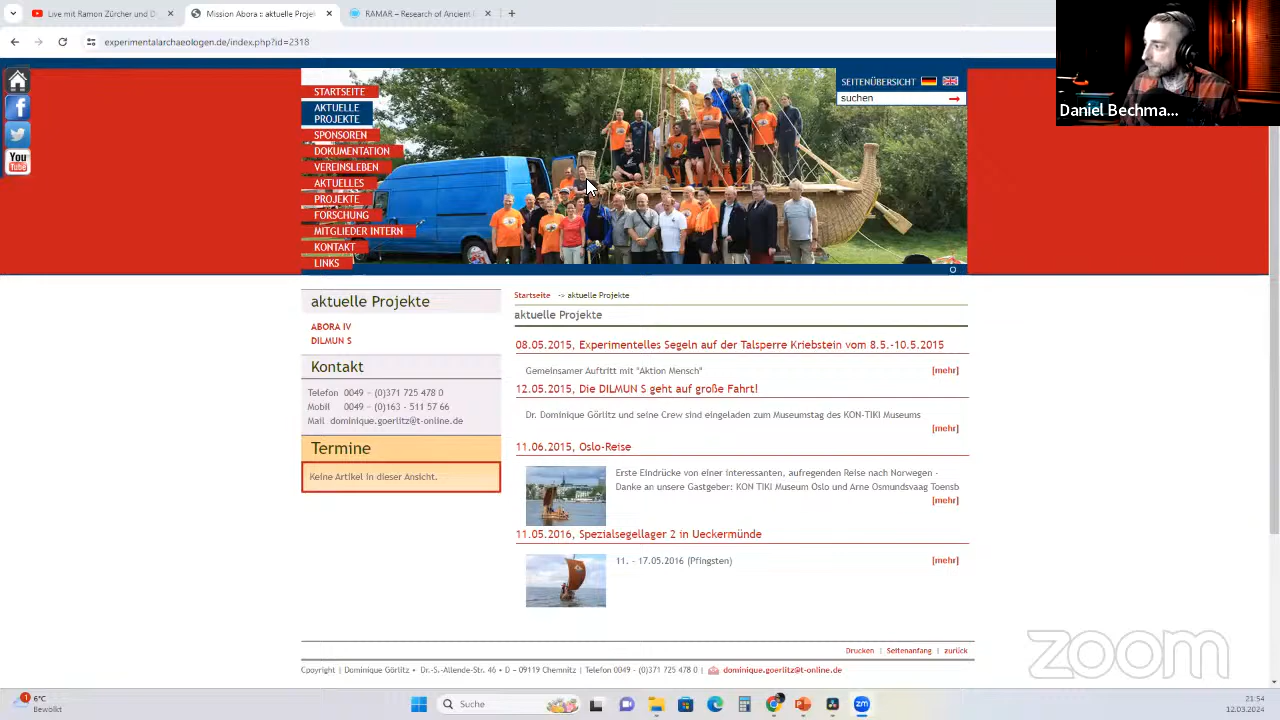 Live mit Ramon Zürcher und D
Mission Abora :: aktuelle Proje
RAMAR – Research of Ancien
experimentalarchaeologen.de/index.php?id=2318
Daniel Bechma...
SEITENÜBERSICHT
suchen
STARTSEITE
AKTUELLE
PROJEKTE
SPONSOREN
DOKUMENTATION
VEREINSLEBEN
AKTUELLES
PROJEKTE
FORSCHUNG
MITGLIEDER INTERN
KONTAKT
LINKS
You
Tube
aktuelle Projekte
ABORA IV
DILMUN S
Kontakt
Telefon 0049 – (0)371 725 478 0
Mobil 0049 – (0)163 - 511 57 66
Mail dominique.goerlitz@t-online.de
Termine
Keine Artikel in dieser Ansicht.
Startseite -> aktuelle Projekte
aktuelle Projekte
08.05.2015, Experimentelles Segeln auf der Talsperre Kriebstein vom 8.5.-10.5.2015
Gemeinsamer Auftritt mit "Aktion Mensch"
[mehr]
12.05.2015, Die DILMUN S geht auf große Fahrt!
Dr. Dominique Görlitz und seine Crew sind eingeladen zum Museumstag des KON-TIKI Museums
[mehr]
11.06.2015, Oslo-Reise
Erste Eindrücke von einer interessanten, aufregenden Reise nach Norwegen -
Danke an unsere Gastgeber: KON TIKI Museum Oslo und Arne Osmundsvaag Toensb
[mehr]
11.05.2016, Spezialsegellager 2 in Ueckermünde
11. - 17.05.2016 (Pfingsten)
[mehr]
Drucken | Seitenanfang | zurück
Cpyright | Dominique Görlitz • Dr.-S.-Allende-Str. 46 • D – 09119 Chemnitz | Telefon 0049 - (0)371 725 478 0 | dominique.goerlitz@t-online.de
zoom
1
6°C
Bewölkt
Suche
zm
21:54
12.03.2024